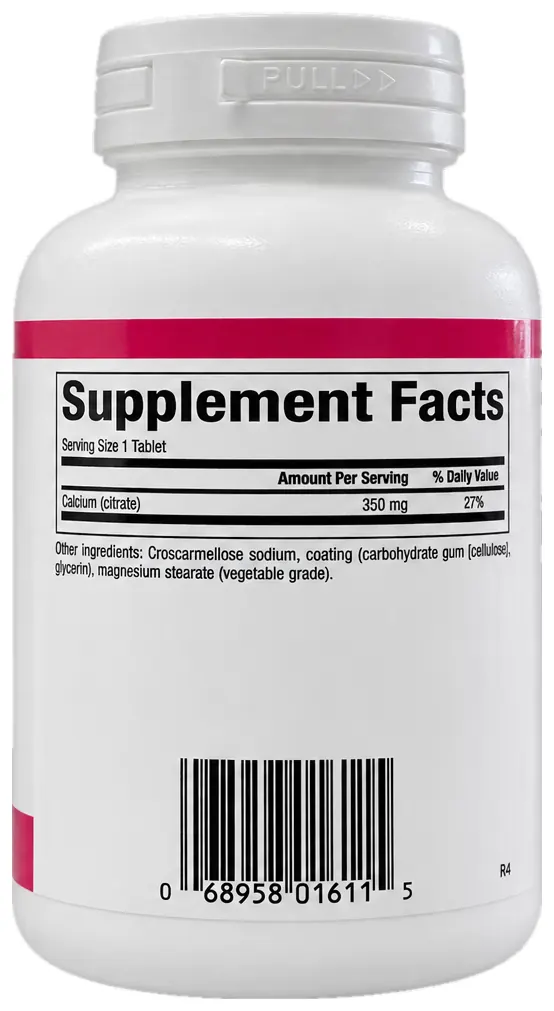 PULL
Supplement Facts
Serving Size 1 Tablet
Amount Per Serving % Daily Value
Calcium (citrate) 350 mg 27%
Other ingredients: Croscarmellose sodium, coating (carbohydrate gum [cellulose],
glycerin), magnesium stearate (vegetable grade).
R4
0 68958 01611 5